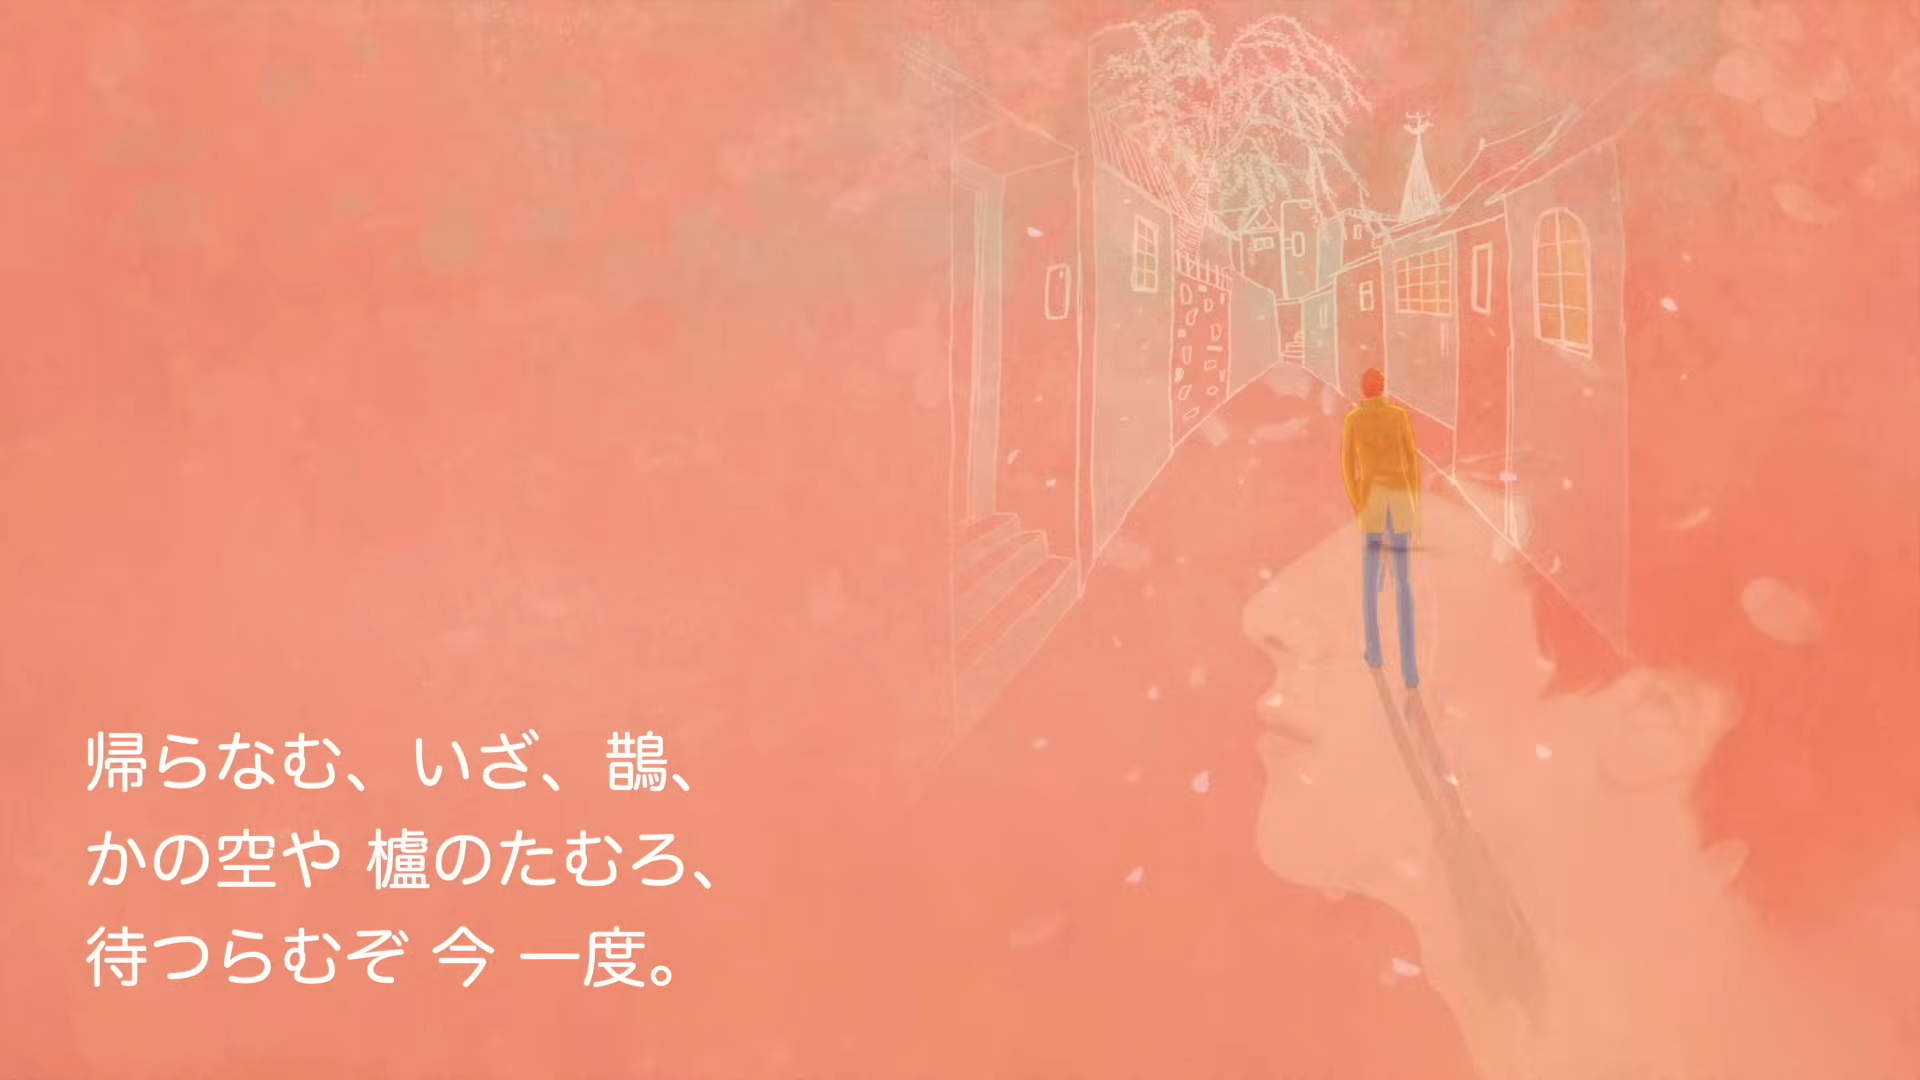 帰らなむ、いざ、鵲、
かの空や 櫨のたむろ、
待つらむぞ 今 一度。